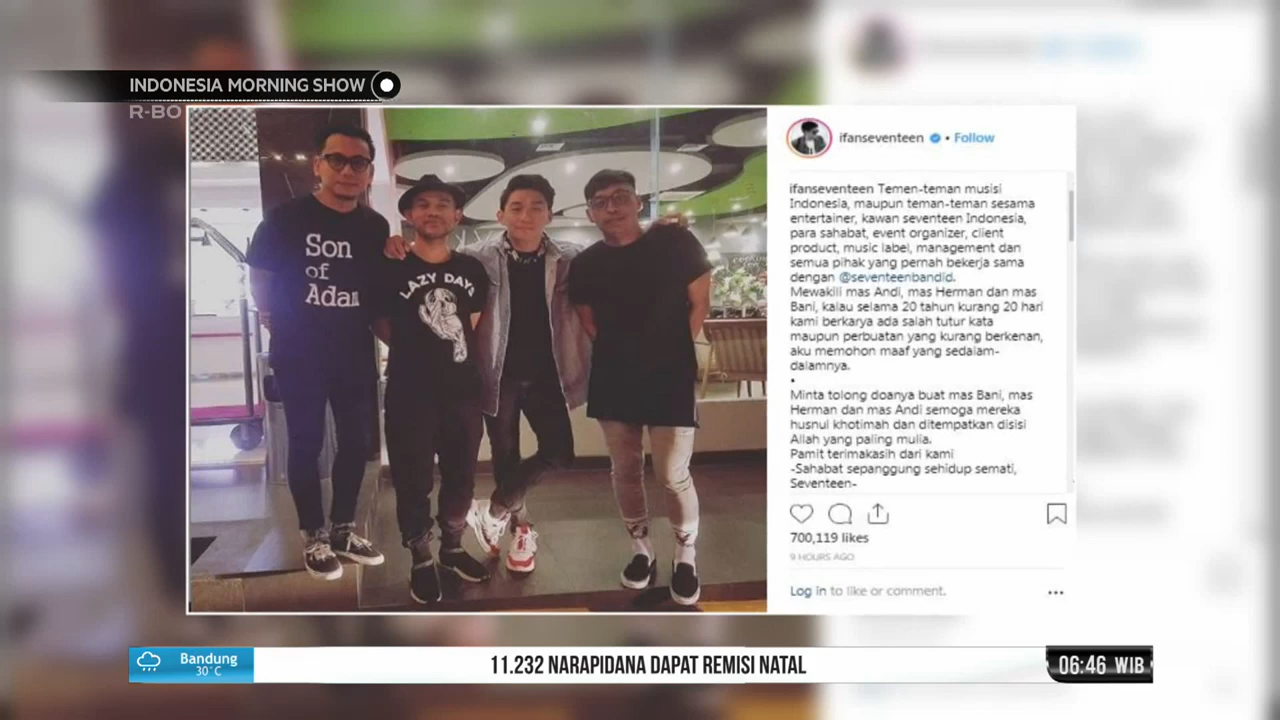 INDONESIA MORNING SHOW
R-BO
Son
of
Adam
LAZY DAYS
ifanseventeen • Follow
ifanseventeen Temen-teman musisi
Indonesia, maupun teman-teman sesama
entertainer, kawan seventeen Indonesia,
para sahabat, event organizer, client
product, music label, management dan
semua pihak yang pernah bekerja sama
dengan @seventeenbandid.
Mewakili mas Andi, mas Herman dan mas
Bani, kalau selama 20 tahun kurang 20 hari
kami berkarya ada salah tutur kata
maupun perbuatan yang kurang berkenan,
aku memohon maaf yang sedalam-
dalamnya.
•
Minta tolong doanya buat mas Bani, mas
Herman dan mas Andi semoga mereka
husnul khotimah dan ditempatkan disisi
Allah yang paling mulia.
Pamit terimakasih dari kami
-Sahabat sepanggung sehidup semati,
Seventeen-
700,119 likes
9 HOURS AGO
Log in to like or comment.
Bandung
30°C
11.232 NARAPIDANA DAPAT REMISI NATAL
06:46 WIB